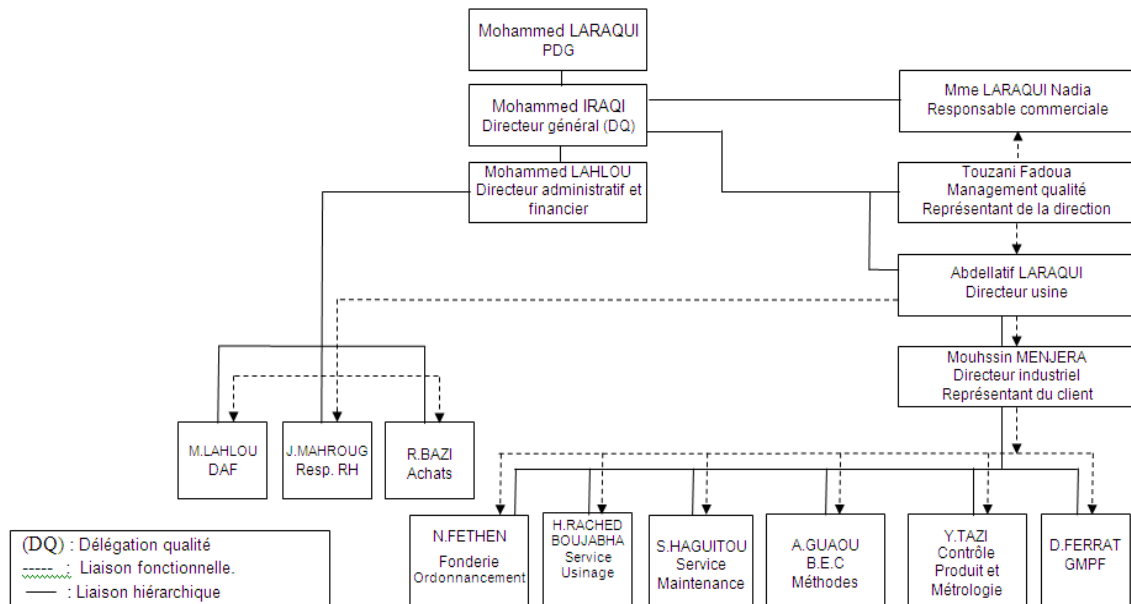 Mohammed LARAQUI
PDG
Mohammed IRAQI
Directeur général (DQ)
Mme LARAQUI Nadia
Responsable commerciale
Mohammed LAHLOU
Directeur administratif et
financier
Touzani Fadoua
Management qualité
Représentant de la direction
Abdellatif LARAQUI
Directeur usine
Mouhssin MENJERA
Directeur industriel
Représentant du client
M.LAHLOU
DAF
J.MAHROUG
Resp. RH
R.BAZI
Achats
N.FETHEN
Fonderie
Ordonnancement
H.RACHED
BOUJABHA
Service
Usinage
S.HAGUITOU
Service
Maintenance
A.GUAOU
B.E.C
Méthodes
Y.TAZI
Contrôle
Produit et
Métrologie
D.FERRAT
GMPF
(DQ) : Délégation qualité
----- : Liaison fonctionnelle.
—— : Liaison hiérarchique